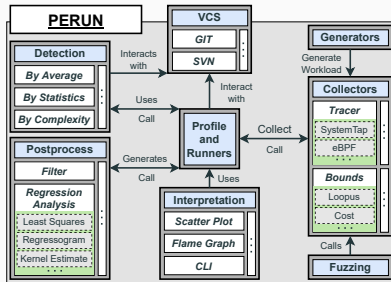 PERUN
VCS
GIT
SVN
Generators
Detection
By Average
By Statistics
By Complexity
Interacts
with
Interact
with
Generate
Workload
Collectors
Tracer
SystemTap
eBPF
Bounds
Loopus
Cost
Uses
Call
Profile
and
Runners
Collect
Call
Postprocess
Filter
Regression
Analysis
Least Squares
Regressogram
Kernel Estimate
Generates
Call
Uses
Interpretation
Scatter Plot
Flame Graph
CLI
Calls
Fuzzing